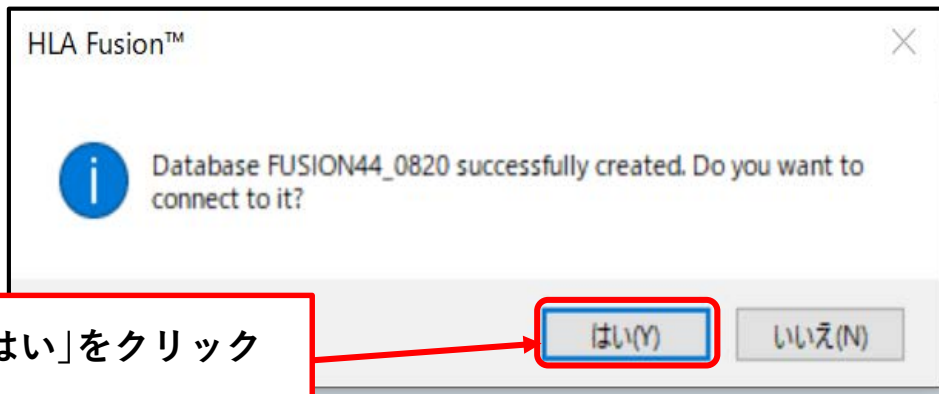 HLA Fusion™
Database FUSION44_0820 successfully created. Do you want to
connect to it?
はい(Y)
いいえ(N)
はい」をクリック